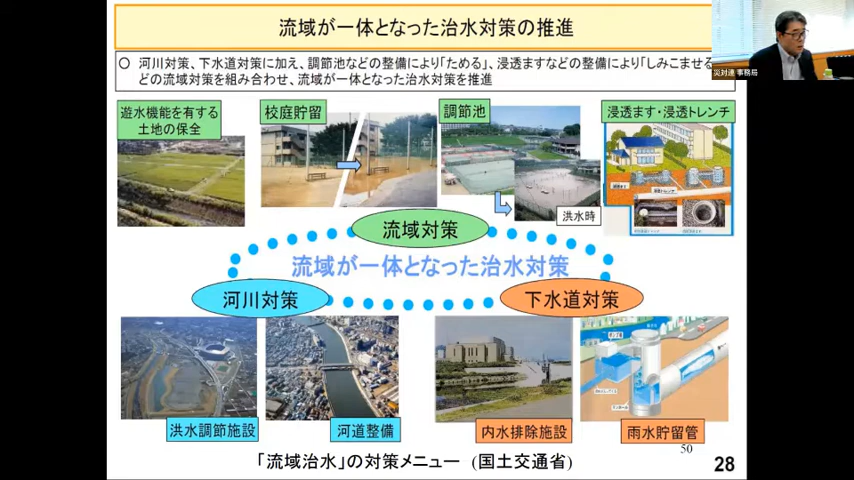 流域が一体となった治水対策の推進
災対連 事務局
○ 河川対策、下水道対策に加え、調節池などの整備により「ためる」、浸透ますなどの整備により「しみこませる
どの流域対策を組み合わせ、流域が一体となった治水対策を推進
遊水機能を有する
土地の保全
校庭貯留
調節池
浸透ます・浸透トレンチ
洪水時
流域対策
流域が一体となった治水対策
河川対策
下水道対策
洪水調節施設
河道整備
内水排除施設
雨水貯留管
50
「流域治水」の対策メニュー (国土交通省)
28